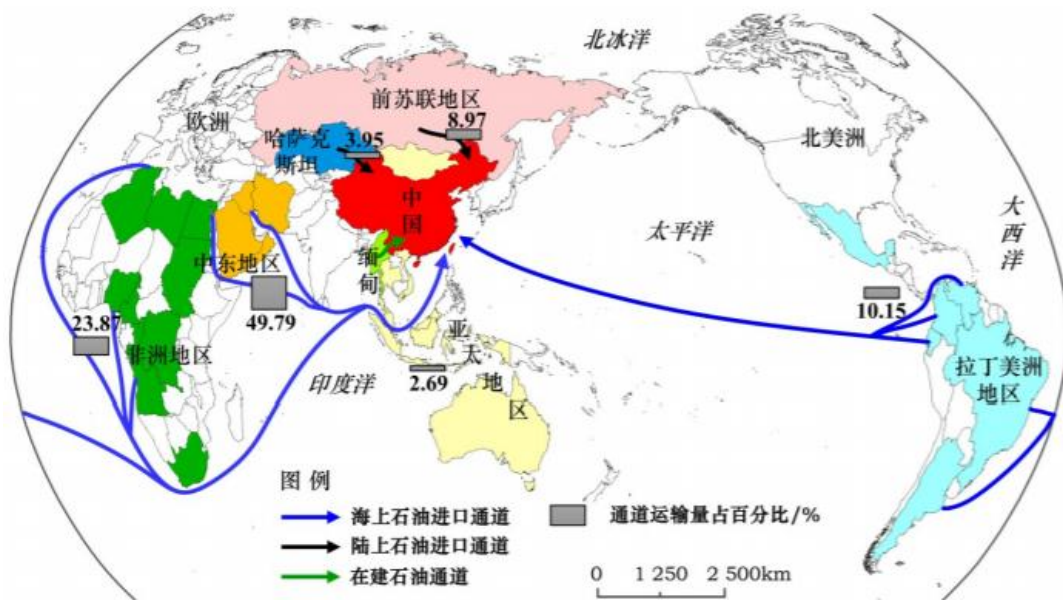 北冰洋
前苏联地区
8.97
欧洲
哈萨克
斯坦
3.95
北美洲
中
国
大
西
洋
太平洋
缅
甸
中东地区
49.79
10.15
23.87
非洲地区
印度洋
亚
太
地
区
2.69
拉丁美洲
地区
图 例
海上石油进口通道
陆上石油进口通道
在建石油通道
通道运输量占百分比/%
0 1 250 2 500km